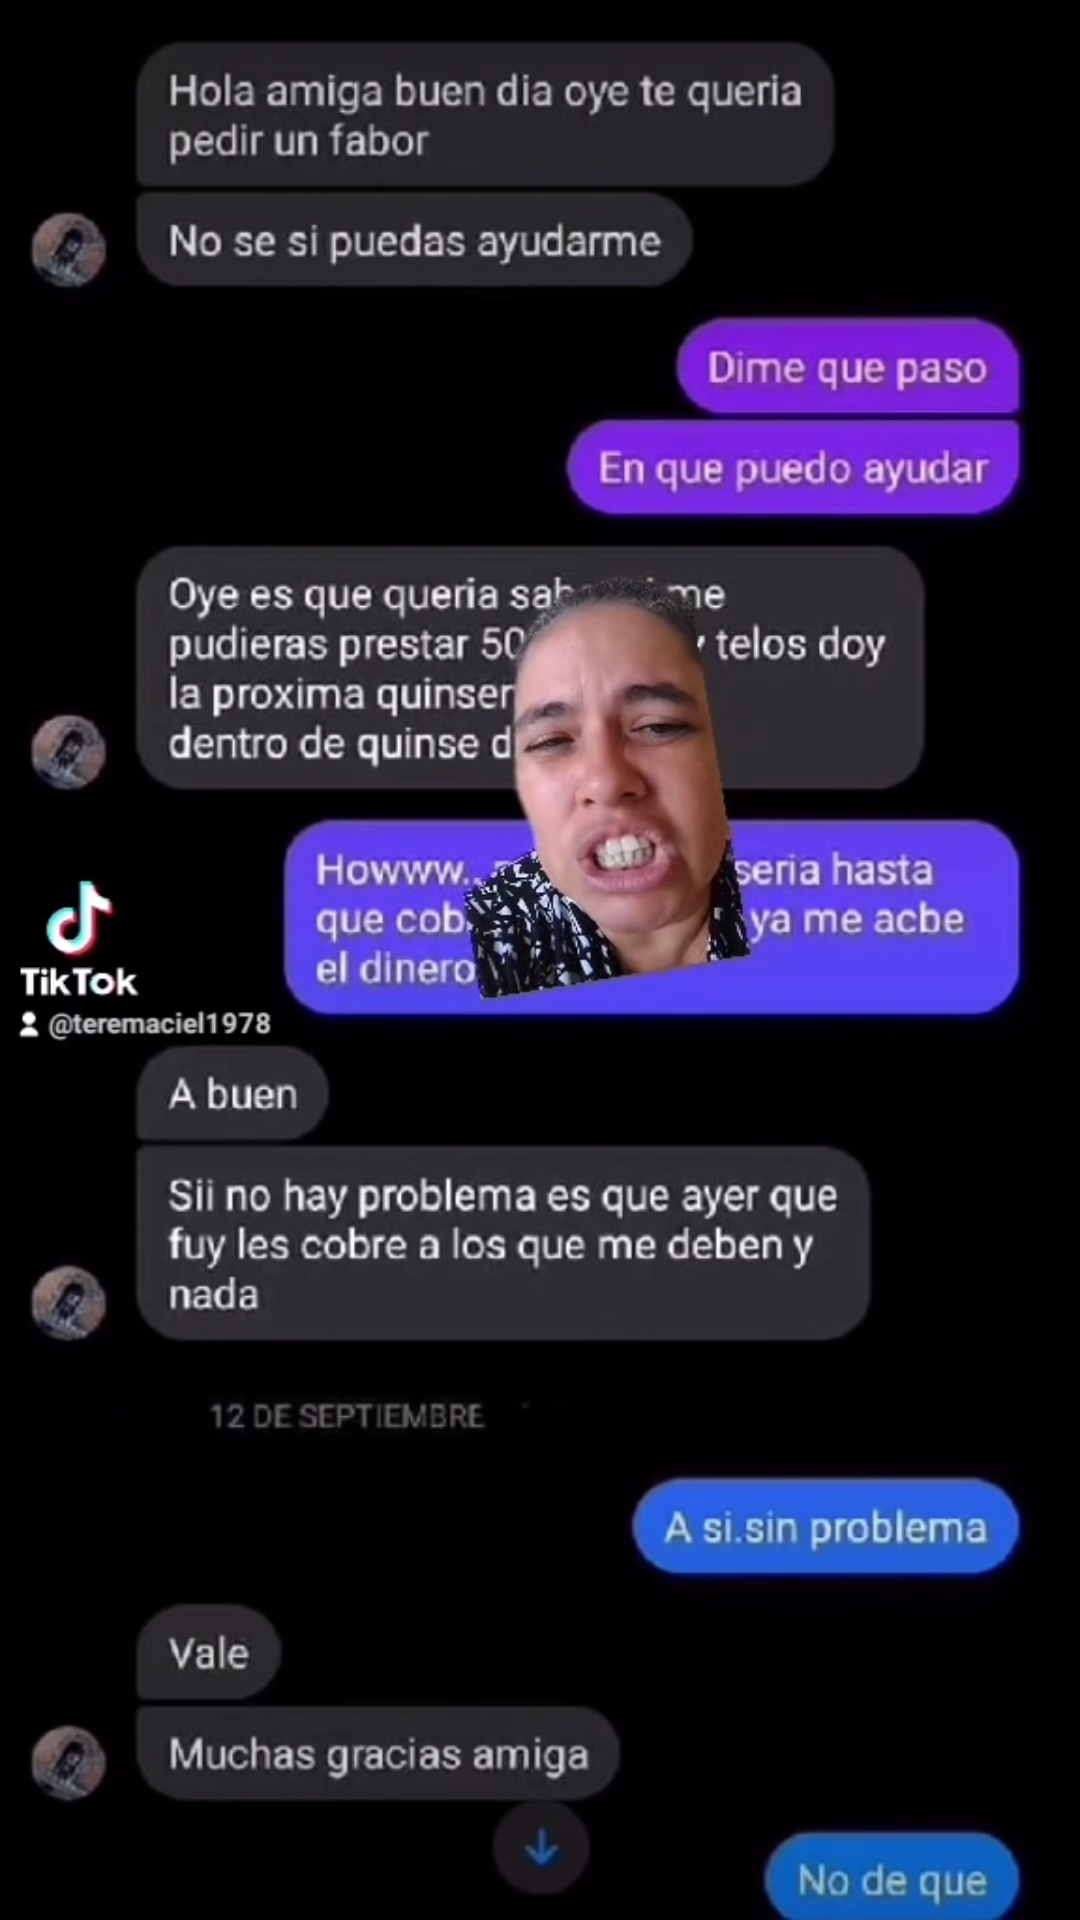 Hola amiga buen dia oye te queria
pedir un fabor
No se si puedas ayudarme
Dime que paso
En que puedo ayudar
Oye es que queria me
pudieras prestar telos doy
la proxima
dentro de quinse
Howww.. seria hasta
que ya me acbe
el dinero
TikTok
@teremaciel1978
A buen
Sii no hay problema es que ayer que
fuy les cobre a los que me deben y
nada
12 DE SEPTIEMBRE
A si.sin problema
Vale
Muchas gracias amiga
No de que